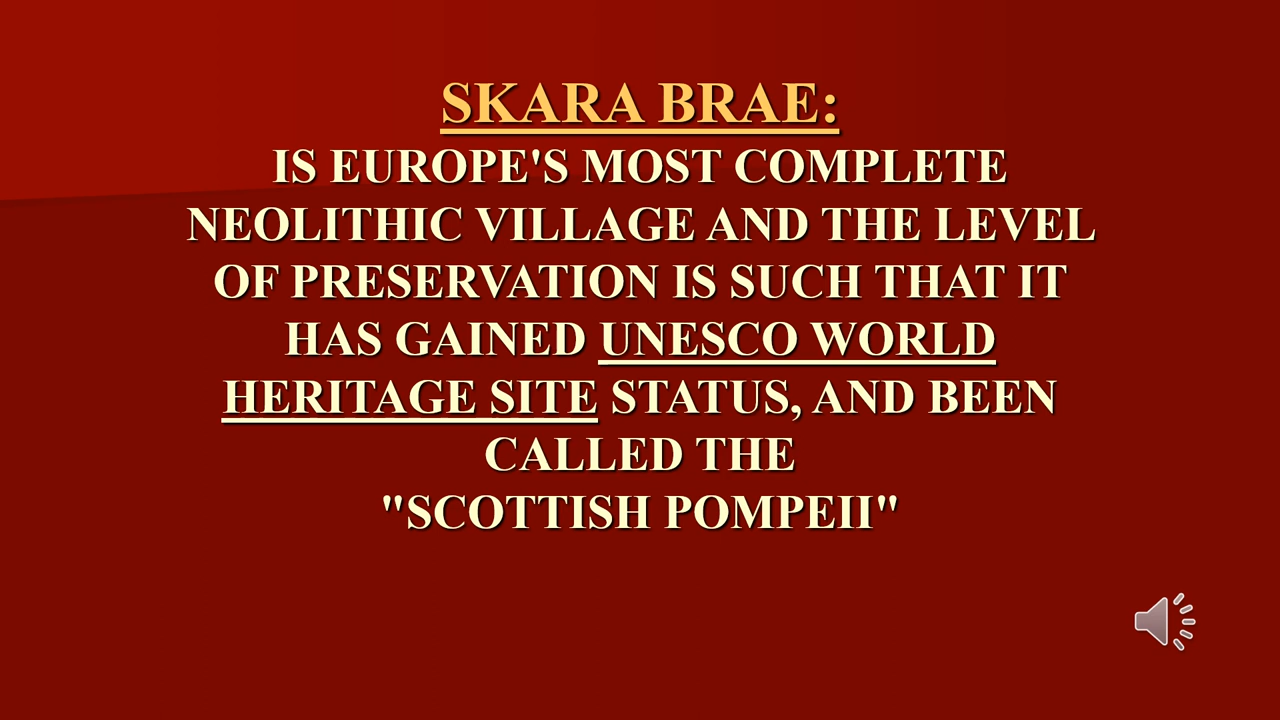 SKARA BRAE:
IS EUROPE'S MOST COMPLETE
NEOLITHIC VILLAGE AND THE LEVEL
OF PRESERVATION IS SUCH THAT IT
HAS GAINED UNESCO WORLD
HERITAGE SITE STATUS, AND BEEN
CALLED THE
"SCOTTISH POMPEII"